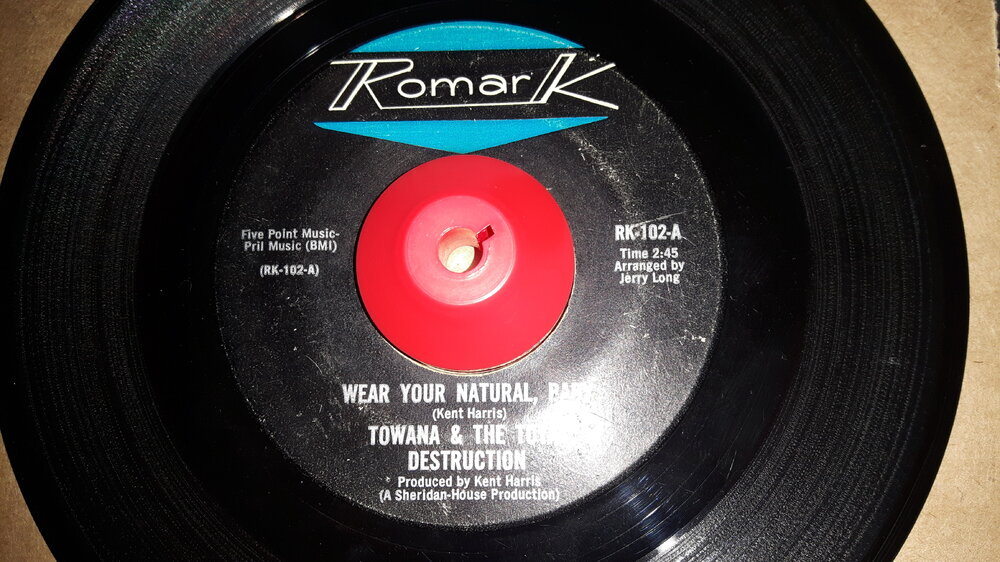 Romark
Five Point Music-
Pril Music (BMI)
(RK-102-A)
RK-102-A
Time 2:45
Arranged by
Jerry Long
WEAR YOUR NATURAL,
(Kent Harris)
TOWANA & THE
DESTRUCTION
Produced by Kent Harris
(A Sheridan-House Production)